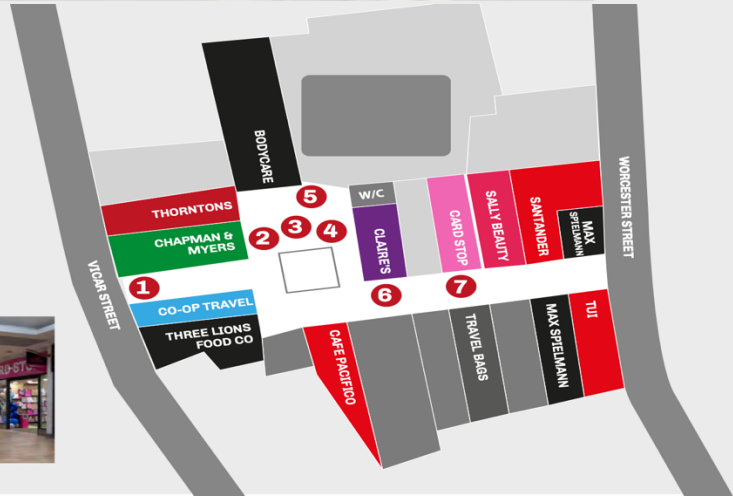 BODYCARE
THORNTONS
CHAPMAN &
MYERS
VICAR STREET
1
CO-OP TRAVEL
THREE LIONS
FOOD CO
2
3
4
5
W/C
CLAIRE'S
6
CARD STOP
7
SALLY BEAUTY
SANTANDER
MAX
SPIELMANN
WORCESTER STREET
CAFE PACIFICO
TRAVEL BAGS
MAX SPIELMANN
TUI